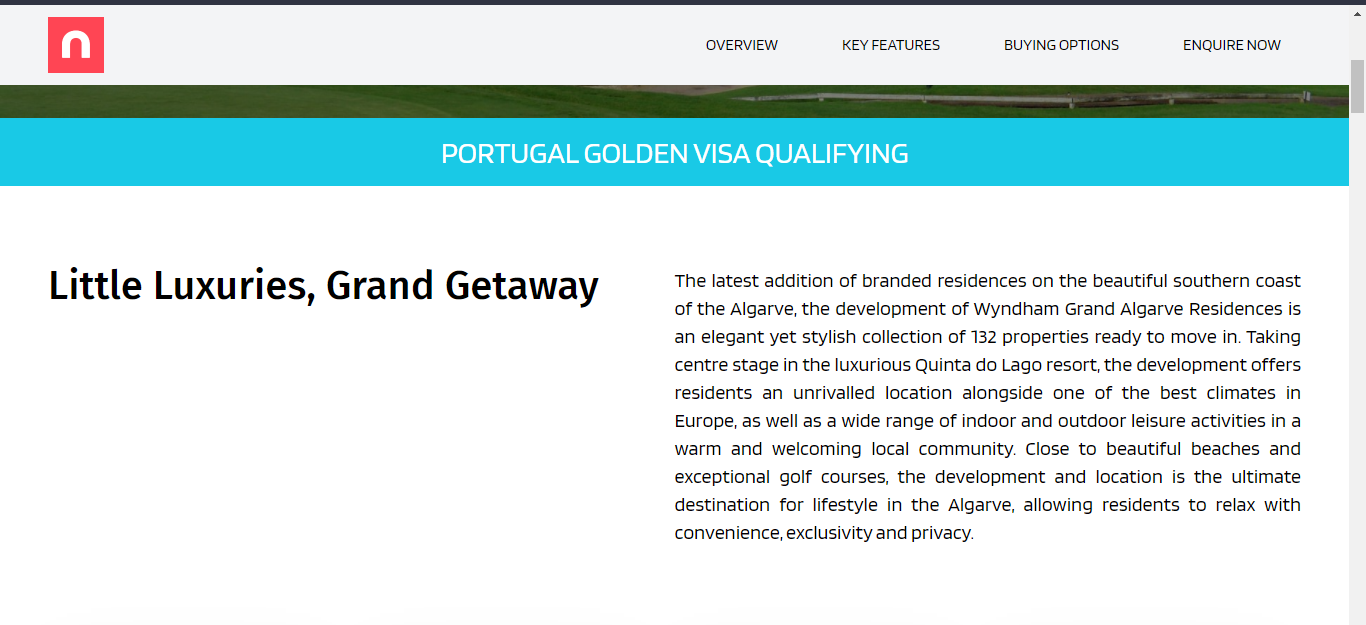 n
OVERVIEW KEY FEATURES BUYING OPTIONS ENQUIRE NOW
PORTUGAL GOLDEN VISA QUALIFYING
Little Luxuries, Grand Getaway
The latest addition of branded residences on the beautiful southern coast
of the Algarve, the development of Wyndham Grand Algarve Residences is
an elegant yet stylish collection of 132 properties ready to move in. Taking
centre stage in the luxurious Quinta do Lago resort, the development offers
residents an unrivalled location alongside one of the best climates in
Europe, as well as a wide range of indoor and outdoor leisure activities in a
warm and welcoming local community. Close to beautiful beaches and
exceptional golf courses, the development and location is the ultimate
destination for lifestyle in the Algarve, allowing residents to relax with
convenience, exclusivity and privacy.